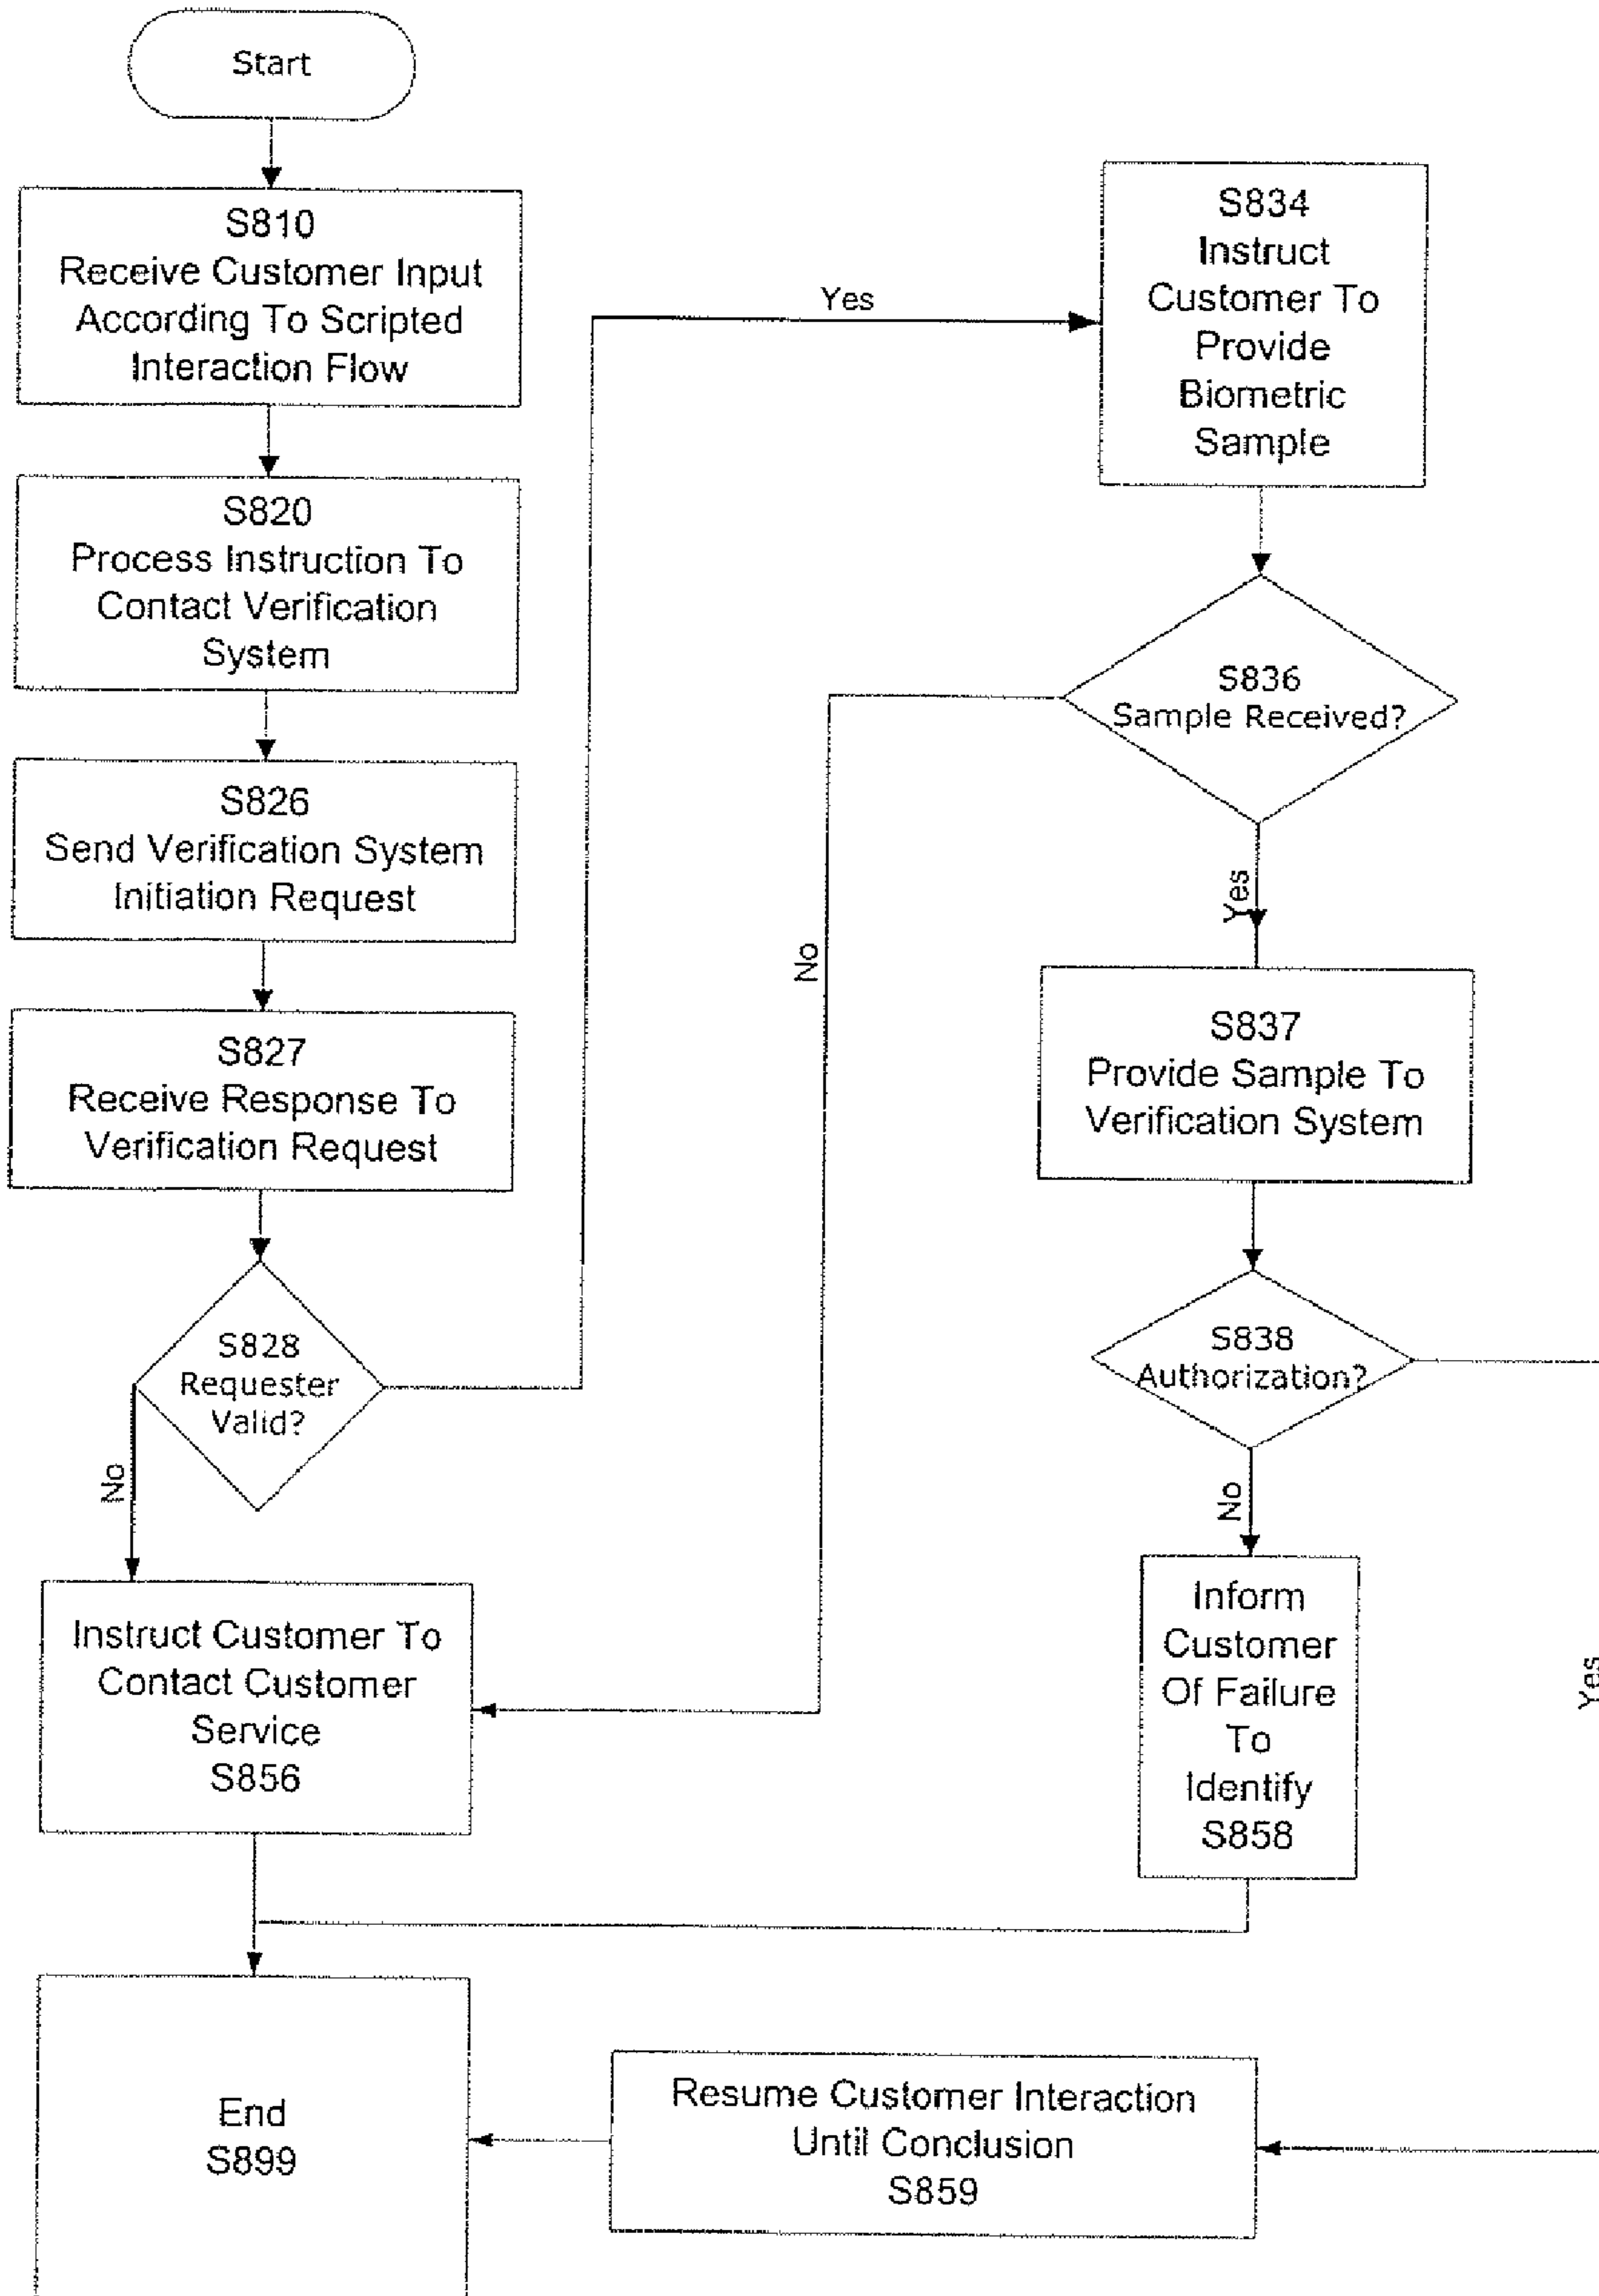 Start
S810
Receive Customer Input
According To Scripted
Interaction Flow
S820
Process Instruction To
Contact Verification
System
S826
Send Verification System
Initiation Request
S827
Receive Response To
Verification Request
S828
Requester
Valid?
No
Yes
Instruct Customer To
Contact Customer
Service
S856
S834
Instruct
Customer To
Provide
Biometric
Sample
S836
Sample Received?
No
Yes
S837
Provide Sample To
Verification System
S838
Authorization?
No
Yes
Inform
Customer
Of Failure
To
Identify
S858
Resume Customer Interaction
Until Conclusion
S859
End
S899